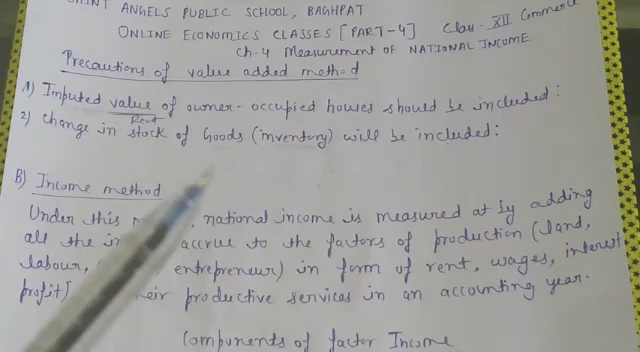 SAINT ANGELS PUBLIC SCHOOL, BAGHPAT
ONLINE ECONOMICS CLASSES [PART-4] Class-XII Commerce
Ch-4 Measurement OF NATIONAL INCOME
Precautions of value added method
1) Imputed value of owner-occupied houses should be included:
Rent
2) Change in stock of Goods (inventory) will be included:
B) Income method
Under this national income is measured at by adding
all the accrue to the factors of production (land,
labour, entrepreneur) in form of rent, wages, interest
profit) productive services in an accounting year.
Components of factor Income